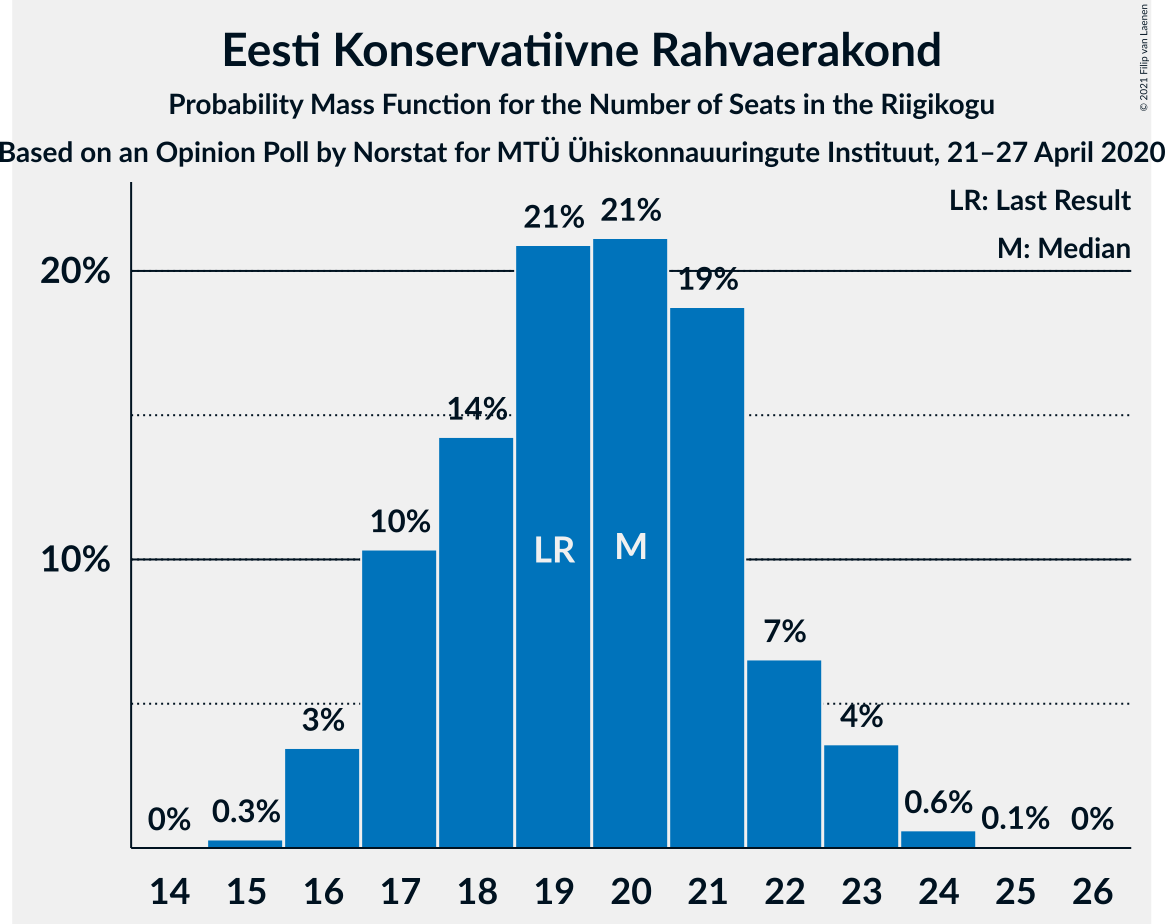 Eesti Konservatiivne Rahvaerakond
Probability Mass Function for the Number of Seats in the Riigikogu
Based on an Opinion Poll by Norstat for MTÜ Ühiskonnauuringute Instituut, 21–27 April 2020
© 2021 Filip van Laenen
LR: Last Result
M: Median
20%
10%
0%
0.3%
3%
10%
14%
21%
21%
19%
7%
4%
0.6%
0.1%
0%
LR
M
14 15 16 17 18 19 20 21 22 23 24 25 26